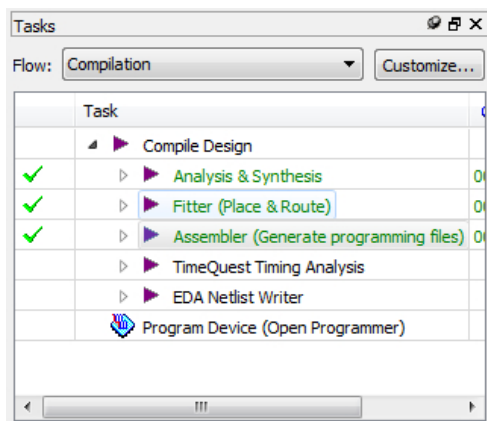 Tasks
Flow: Compilation Customize...
Task
Compile Design
Analysis & Synthesis
Fitter (Place & Route)
Assembler (Generate programming files)
TimeQuest Timing Analysis
EDA Netlist Writer
Program Device (Open Programmer)